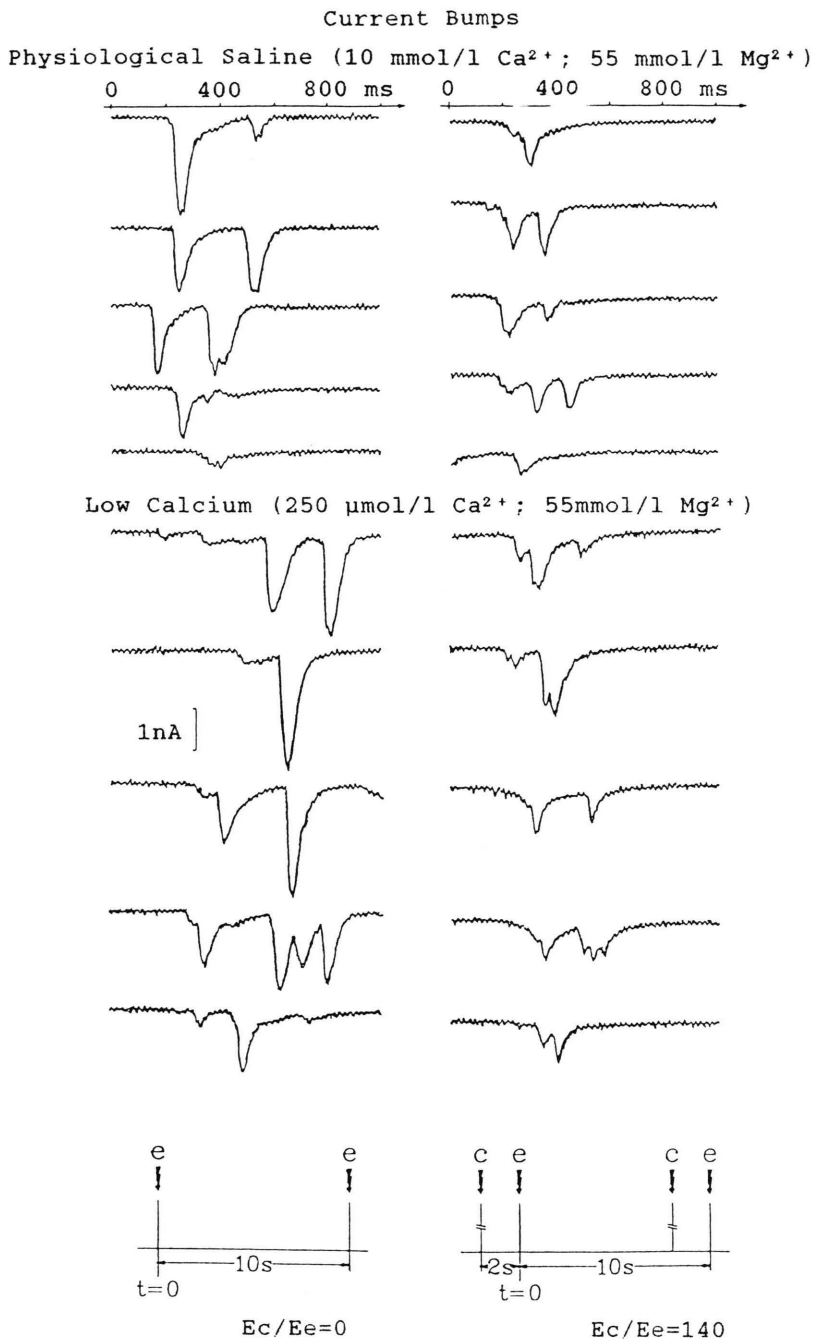 Current Bumps
Physiological Saline (10 mmol/l Ca²⁺; 55 mmol/l Mg²⁺)
0 400 800 ms 0 400 800 ms
Low Calcium (250 µmol/l Ca²⁺; 55mmol/l Mg²⁺)
1nA
e e c e c e
10s 2s 10s
t=0 t=0
Ec/Ee=0 Ec/Ee=140